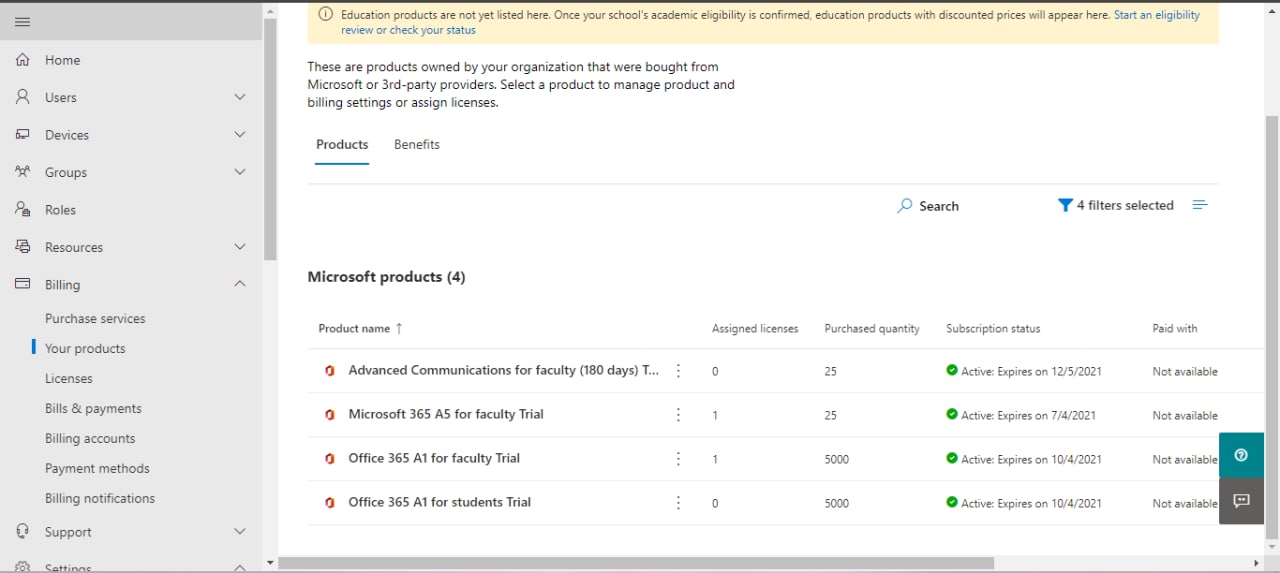 Education products are not yet listed here. Once your school's academic eligibility is confirmed, education products with discounted prices will appear here. Start an eligibility
review or check your status
Home
Users
Devices
Groups
Roles
Resources
Billing
Purchase services
Your products
Licenses
Bills & payments
Billing accounts
Payment methods
Billing notifications
Support
Settings
These are products owned by your organization that were bought from
Microsoft or 3rd-party providers. Select a product to manage product and
billing settings or assign licenses.
Products Benefits
Search 4 filters selected
Microsoft products (4)
Product name ↑ Assigned licenses Purchased quantity Subscription status Paid with
Advanced Communications for faculty (180 days) T... 0 25 Active: Expires on 12/5/2021 Not available
Microsoft 365 A5 for faculty Trial 1 25 Active: Expires on 7/4/2021 Not available
Office 365 A1 for faculty Trial 1 5000 Active: Expires on 10/4/2021 Not available
Office 365 A1 for students Trial 0 5000 Active: Expires on 10/4/2021 Not available